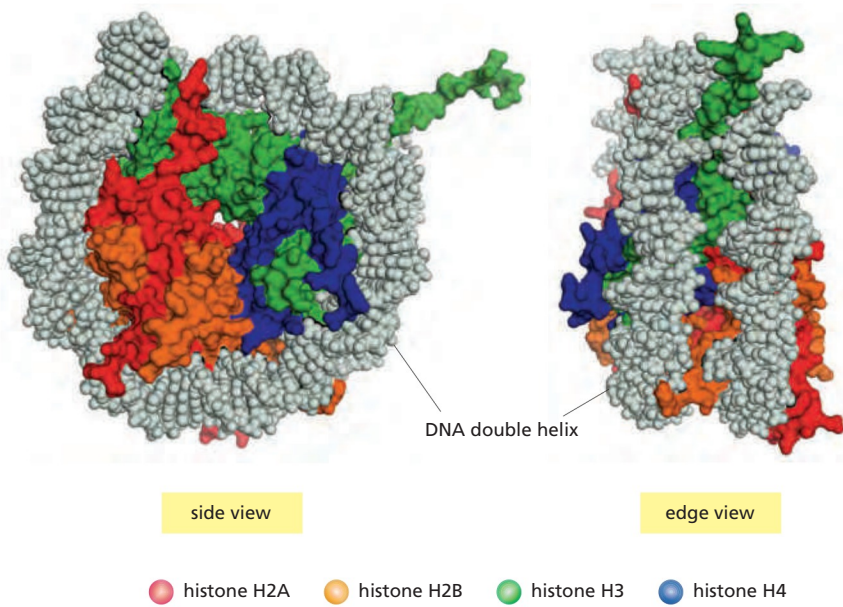 DNA double helix
side view
edge view
histone H2A
histone H2B
histone H3
histone H4